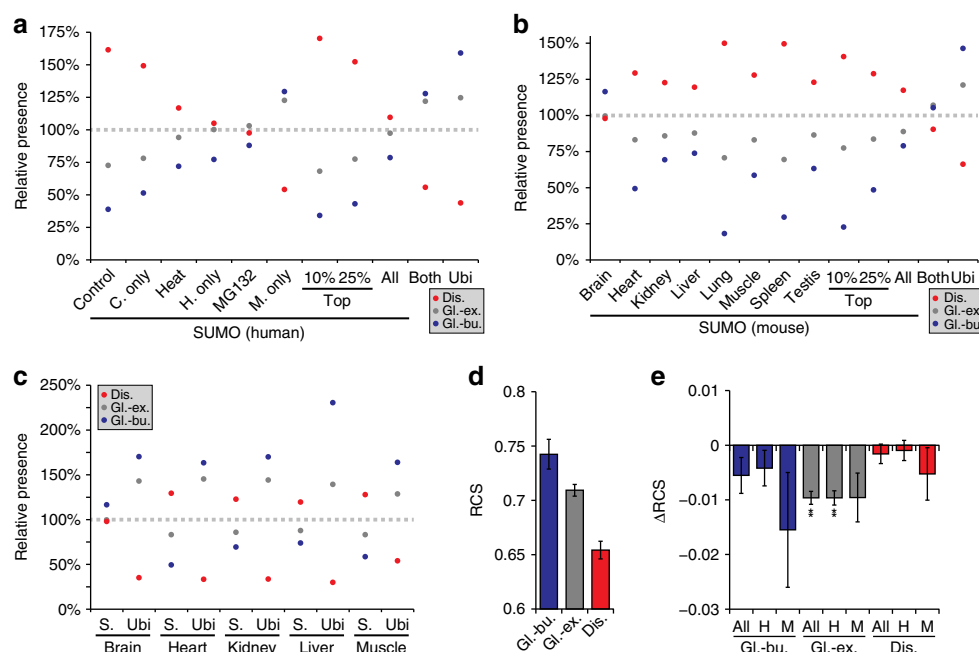 a
Relative presence
175%
150%
125%
100%
75%
50%
25%
0%
Control
C. only
Heat
H. only
MG132
M. only
10% 25%
Top
All
Both
Ubi
SUMO (human)
Dis.
Gl.-ex.
Gl.-bu.
b
Relative presence
150%
125%
100%
75%
50%
25%
0%
Brain
Heart
Kidney
Liver
Lung
Muscle
Spleen
Testis
10% 25%
Top
All
Both
Ubi
SUMO (mouse)
Dis.
Gl.-ex.
Gl.-bu.
c
Relative presence
250%
200%
150%
100%
50%
0%
Dis.
Gl.-ex.
Gl.-bu.
S. Ubi S. Ubi S. Ubi S. Ubi S. Ubi
Brain Heart Kidney Liver Muscle
d
RCS
0.8
0.75
0.7
0.65
0.6
Gl.-bu.
Gl.-ex.
Dis.
e
ΔRCS
0.01
0
−0.01
−0.02
−0.03
**
**
All H M All H M All H M
Gl.-bu. Gl.-ex. Dis.